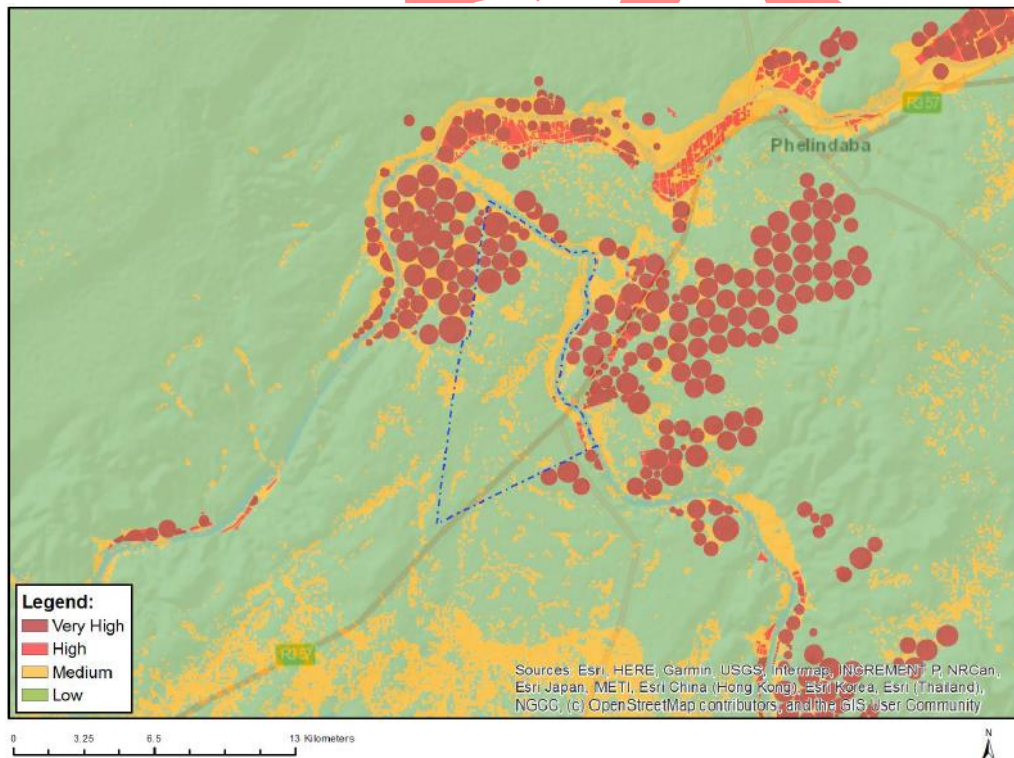 R357
Phelindaba
R357
Legend:
Very High
High
Medium
Low
Sources: Esri, HERE, Garmin, USGS, Intermap, INCREMENT P, NRCan,
Esri Japan, METI, Esri China (Hong Kong), Esri Korea, Esri (Thailand),
NGCC, (c) OpenStreetMap contributors, and the GIS User Community
0 3.25 6.5 13 Kilometers
N